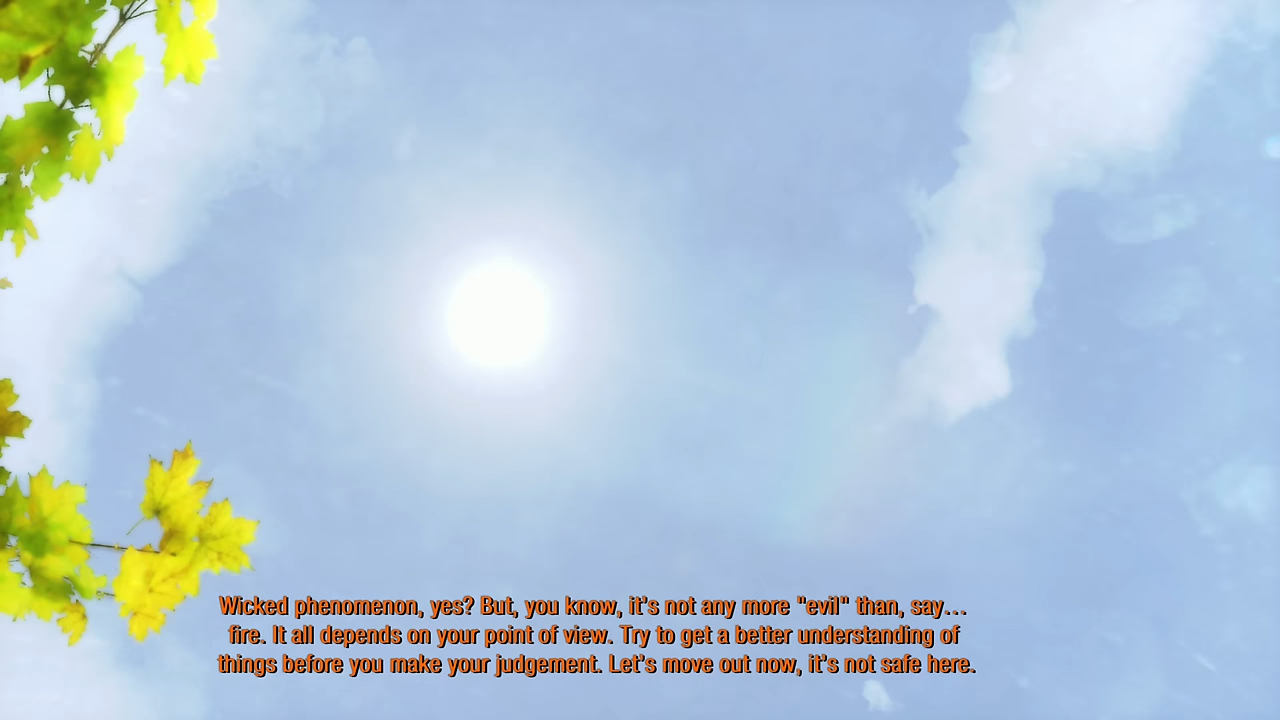 Wicked phenomenon, yes? But, you know, it's not any more "evil" than, say…
fire. It all depends on your point of view. Try to get a better understanding of
things before you make your judgement. Let's move out now, it's not safe here.